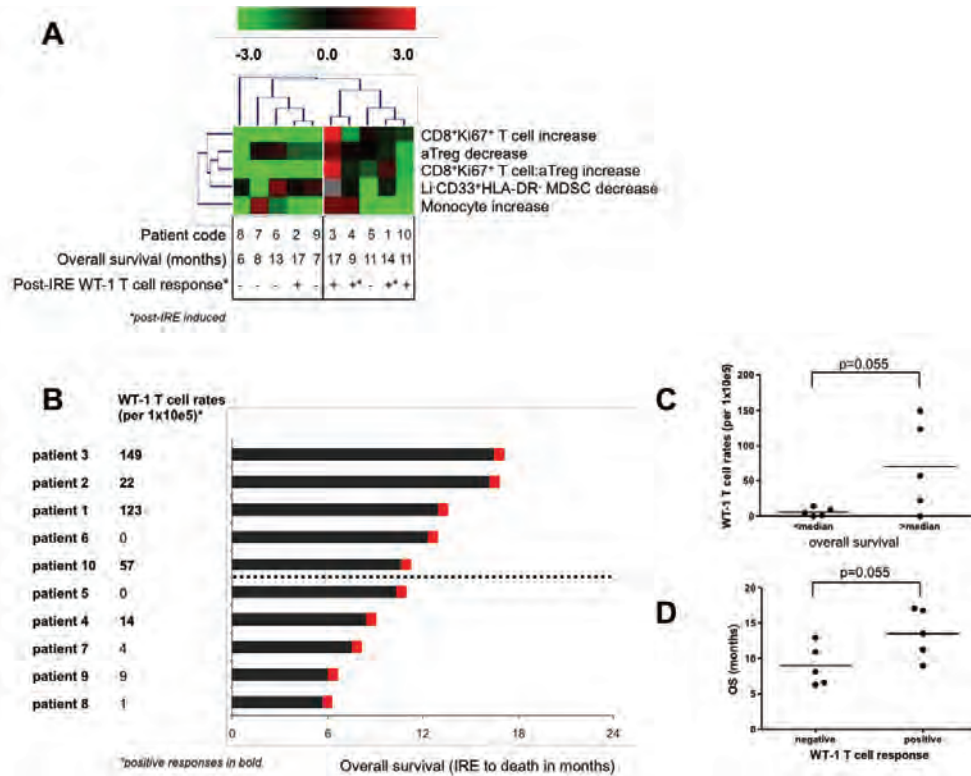 A
-3.0 0.0 3.0
CD8+Ki67+ T cell increase
aTreg decrease
CD8+Ki67+ T cell:aTreg increase
Li-CD33+HLA-DR- MDSC decrease
Monocyte increase
Patient code 8 7 6 2 9 3 4 5 1 10
Overall survival (months) 6 8 13 17 7 17 9 11 14 11
Post-IRE WT-1 T cell response* - - - + - + +* - +* +
*post-IRE induced
B
WT-1 T cell rates
(per 1x10e5)*
patient 3 149
patient 2 22
patient 1 123
patient 6 0
patient 10 57
patient 5 0
patient 4 14
patient 7 4
patient 9 9
patient 8 1
0 6 12 18 24
*positive responses in bold
Overall survival (IRE to death in months)
C
p=0.055
WT-1 T cell rates (per 1x10e5)
200
150
100
50
0
<median >median
overall survival
D
p=0.055
OS (months)
20
15
10
5
0
negative positive
WT-1 T cell response